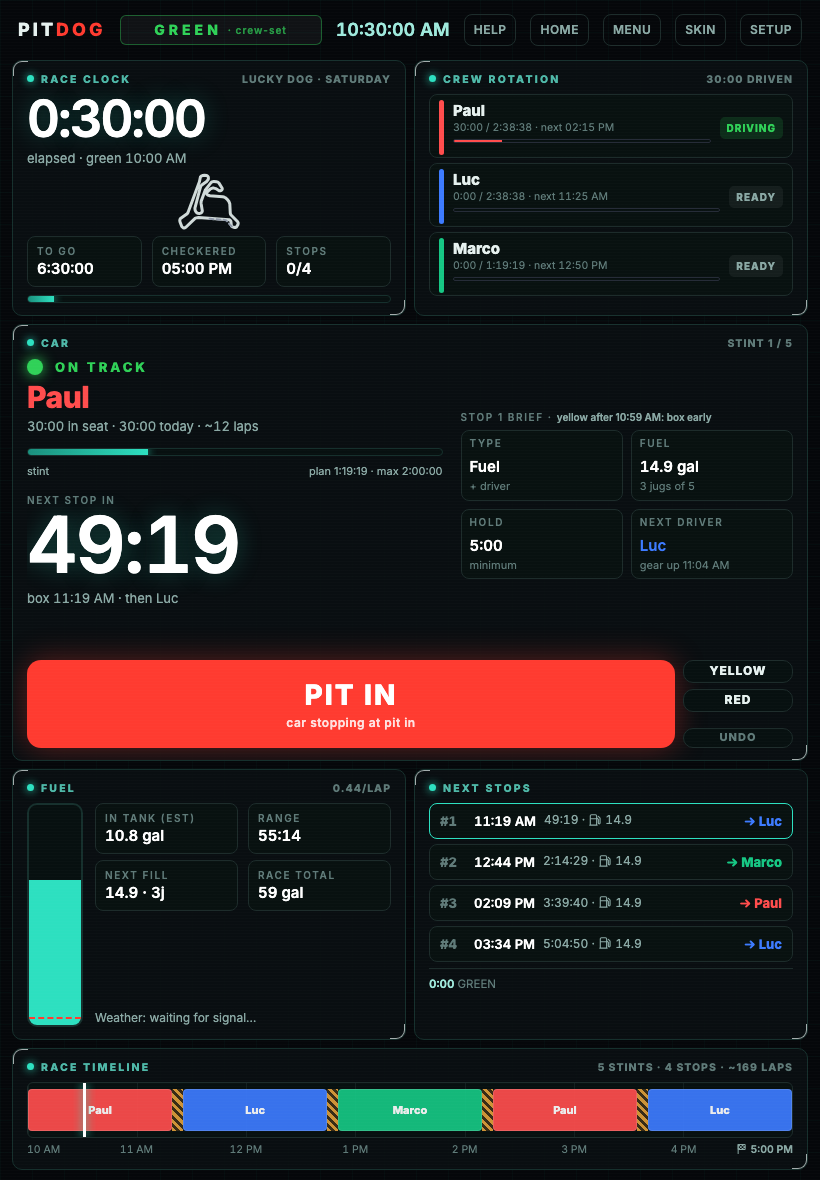 PITDOG
GREEN · crew-set
10:30:00 AM
HELP
HOME
MENU
SKIN
SETUP
RACE CLOCK
LUCKY DOG · SATURDAY
0:30:00
elapsed · green 10:00 AM
TO GO
6:30:00
CHECKERED
05:00 PM
STOPS
0/4
CREW ROTATION
30:00 DRIVEN
Paul
30:00 / 2:38:38 · next 02:15 PM
DRIVING
Luc
0:00 / 2:38:38 · next 11:25 AM
READY
Marco
0:00 / 1:19:19 · next 12:50 PM
READY
CAR
STINT 1 / 5
ON TRACK
Paul
30:00 in seat · 30:00 today · ~12 laps
stint
plan 1:19:19 · max 2:00:00
NEXT STOP IN
49:19
box 11:19 AM · then Luc
STOP 1 BRIEF · yellow after 10:59 AM: box early
TYPE
Fuel
+ driver
FUEL
14.9 gal
3 jugs of 5
HOLD
5:00
minimum
NEXT DRIVER
Luc
gear up 11:04 AM
PIT IN
car stopping at pit in
YELLOW
RED
UNDO
FUEL
0.44/LAP
IN TANK (EST)
10.8 gal
RANGE
55:14
NEXT FILL
14.9 · 3j
RACE TOTAL
59 gal
Weather: waiting for signal...
NEXT STOPS
#1 11:19 AM 49:19 · 14.9 → Luc
#2 12:44 PM 2:14:29 · 14.9 → Marco
#3 02:09 PM 3:39:40 · 14.9 → Paul
#4 03:34 PM 5:04:50 · 14.9 → Luc
0:00 GREEN
RACE TIMELINE
5 STINTS · 4 STOPS · ~169 LAPS
Paul Luc Marco Paul Luc
10 AM 11 AM 12 PM 1 PM 2 PM 3 PM 4 PM 5:00 PM